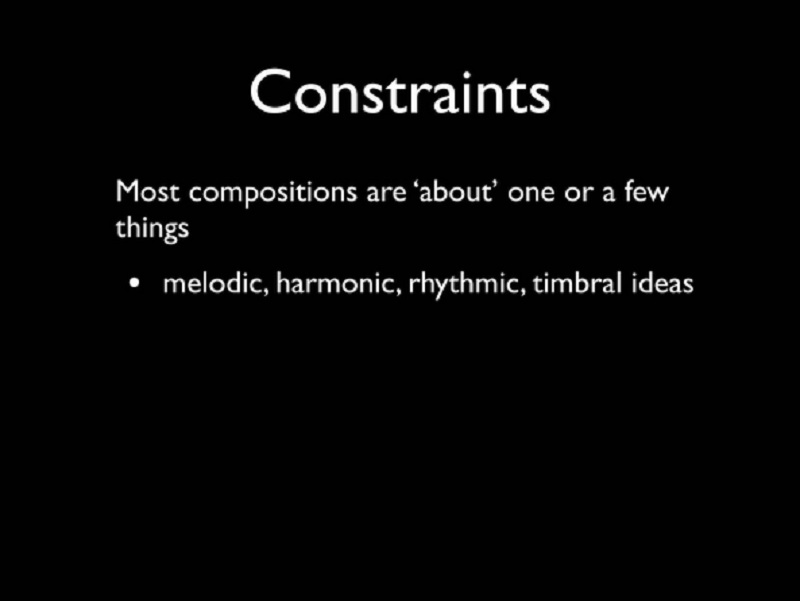 Constraints
Most compositions are ‘about’ one or a few
things
• melodic, harmonic, rhythmic, timbral ideas